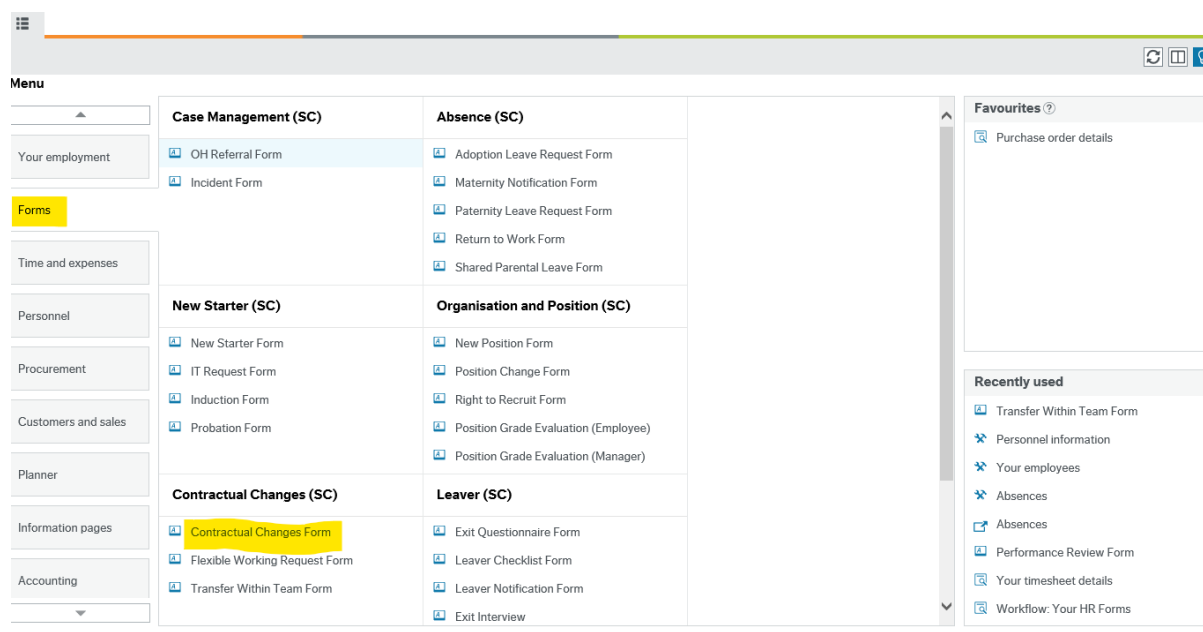 Menu
Your employment
Forms
Time and expenses
Personnel
Procurement
Customers and sales
Planner
Information pages
Accounting
Case Management (SC)
OH Referral Form
Incident Form
Absence (SC)
Adoption Leave Request Form
Maternity Notification Form
Paternity Leave Request Form
Return to Work Form
Shared Parental Leave Form
New Starter (SC)
New Starter Form
IT Request Form
Induction Form
Probation Form
Organisation and Position (SC)
New Position Form
Position Change Form
Right to Recruit Form
Position Grade Evaluation (Employee)
Position Grade Evaluation (Manager)
Contractual Changes (SC)
Contractual Changes Form
Flexible Working Request Form
Transfer Within Team Form
Leaver (SC)
Exit Questionnaire Form
Leaver Checklist Form
Leaver Notification Form
Exit Interview
Favourites ?
Purchase order details
Recently used
Transfer Within Team Form
Personnel information
Your employees
Absences
Absences
Performance Review Form
Your timesheet details
Workflow: Your HR Forms